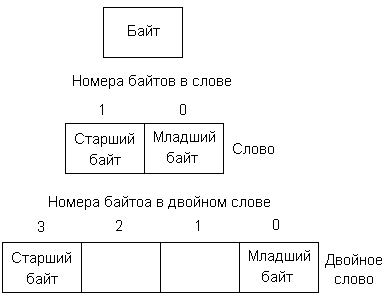 Байт
Номера байтов в слове
1 0
Старший байт
Младший байт
Слово
Номера байтоа в двойном слове
3 2 1 0
Старший байт
Младший байт
Двойное слово